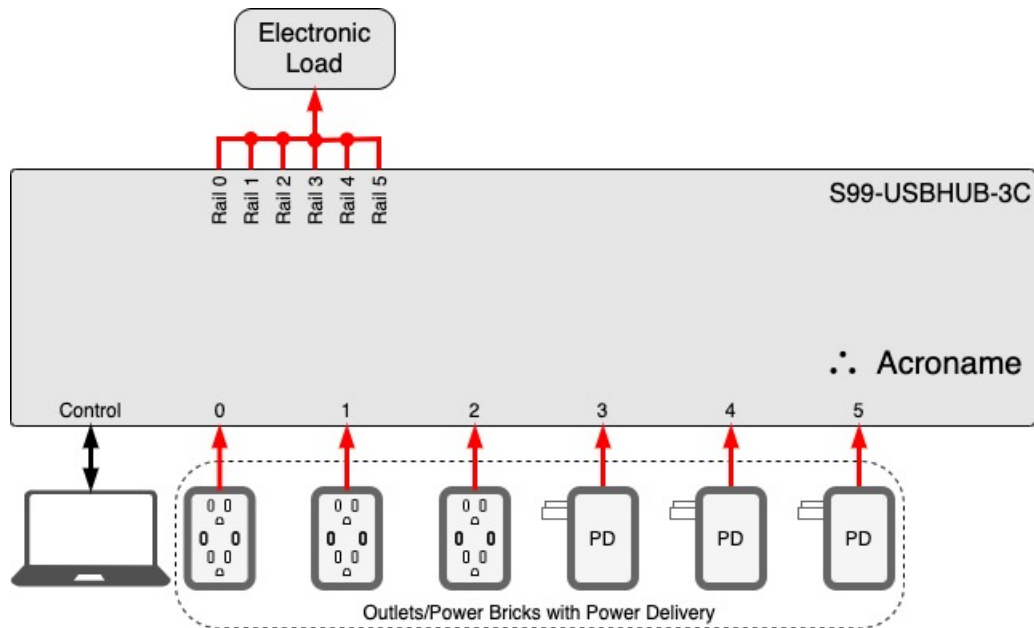 Electronic
Load
Rail 0
Rail 1
Rail 2
Rail 3
Rail 4
Rail 5
S99-USBHUB-3C
Acroname
Control 0 1 2 3 4 5
PD PD PD
Outlets/Power Bricks with Power Delivery